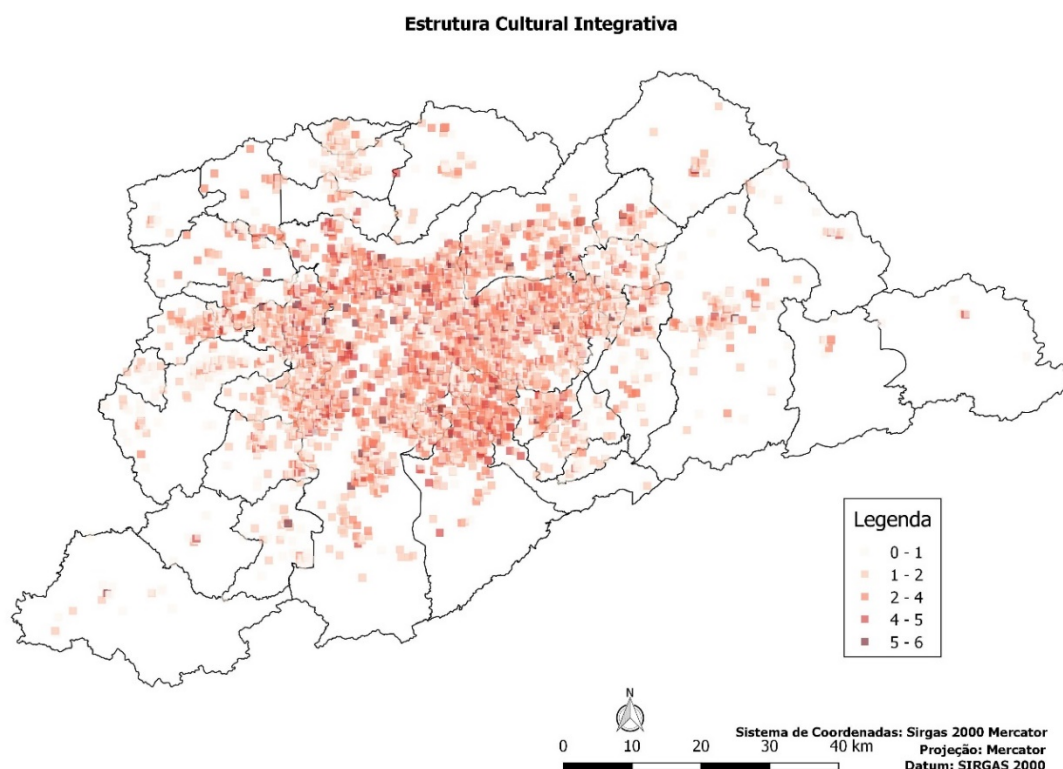 Estrutura Cultural Integrativa
Legenda
0 - 1
1 - 2
2 - 4
4 - 5
5 - 6
N
0 10 20 30 40 km
Sistema de Coordenadas: Sirgas 2000 Mercator
Projeção: Mercator
Datum: SIRGAS 2000